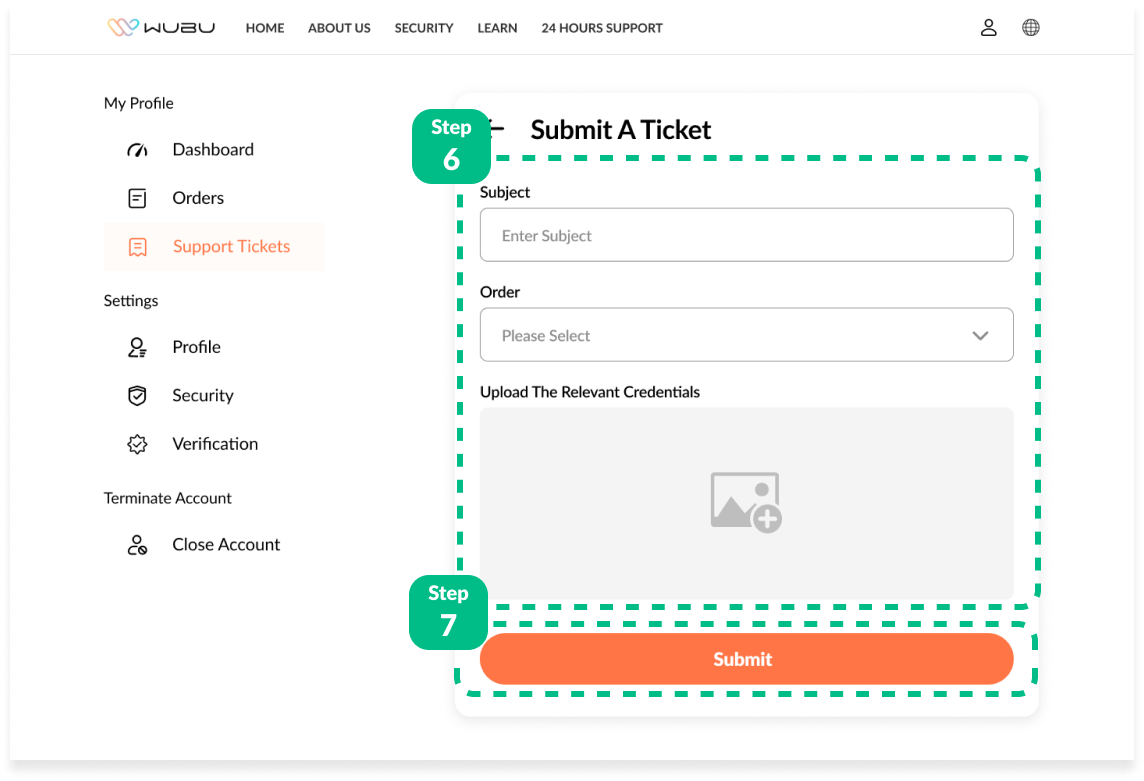 WUBU HOME ABOUT US SECURITY LEARN 24 HOURS SUPPORT
My Profile
Dashboard
Orders
Support Tickets
Settings
Profile
Security
Verification
Terminate Account
Close Account
Step
6
Submit A Ticket
Subject
Enter Subject
Order
Please Select
Upload The Relevant Credentials
Step
7
Submit